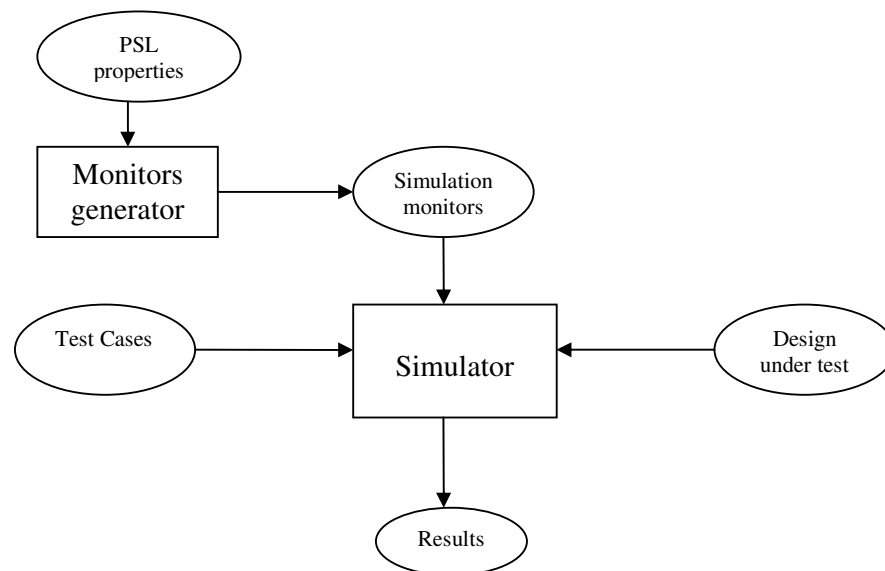 PSL
properties
Monitors
generator
Simulation
monitors
Test Cases
Simulator
Design
under test
Results